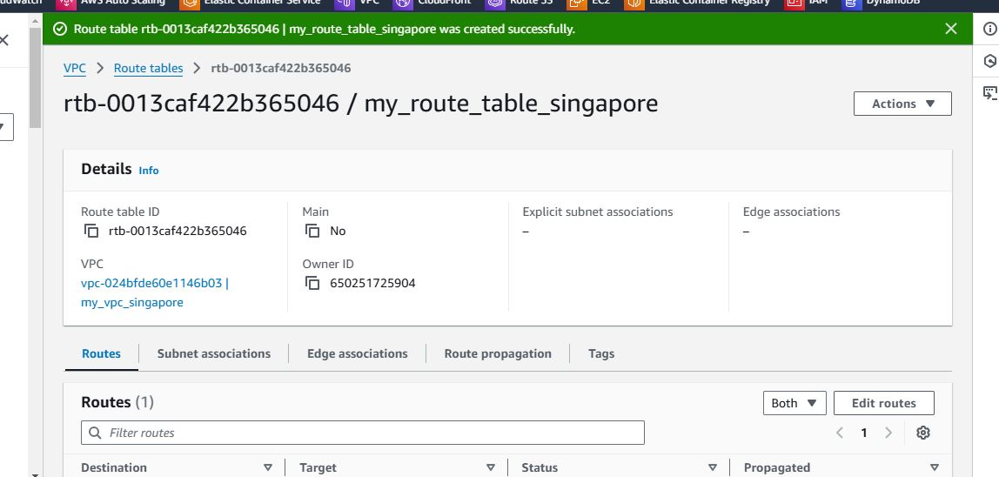 AWS Auto Scaling Elastic Container Service VPC CloudFront Route 53 EC2 Elastic Container Registry IAM DynamoDB
Route table rtb-0013caf422b365046 | my_route_table_singapore was created successfully.
VPC > Route tables > rtb-0013caf422b365046
rtb-0013caf422b365046 / my_route_table_singapore
Actions
Details Info
Route table ID
rtb-0013caf422b365046
Main
No
Explicit subnet associations
–
Edge associations
–
VPC
vpc-024bfde60e1146b03 |
my_vpc_singapore
Owner ID
650251725904
Routes Subnet associations Edge associations Route propagation Tags
Routes (1)
Both
Edit routes
Filter routes
1
Destination Target Status Propagated